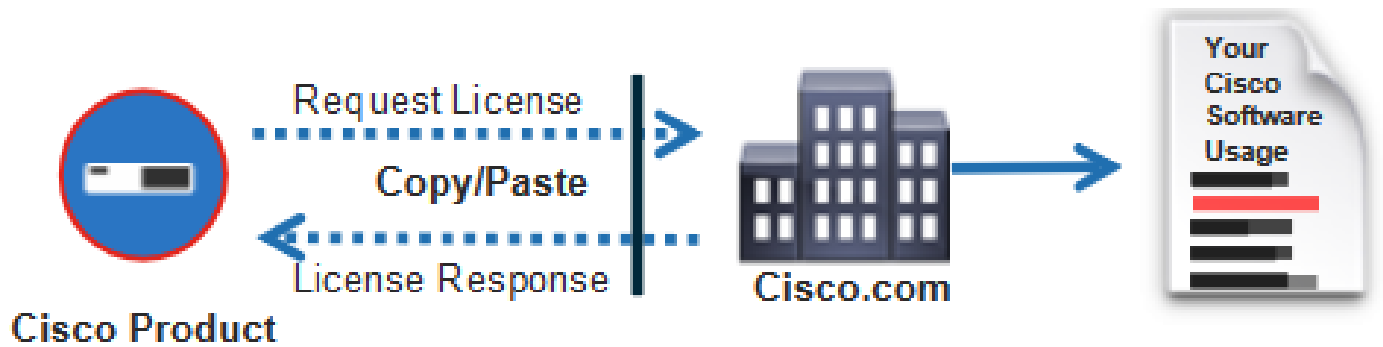 Request License
Copy/Paste
License Response
Cisco Product
Cisco.com
Your
Cisco
Software
Usage